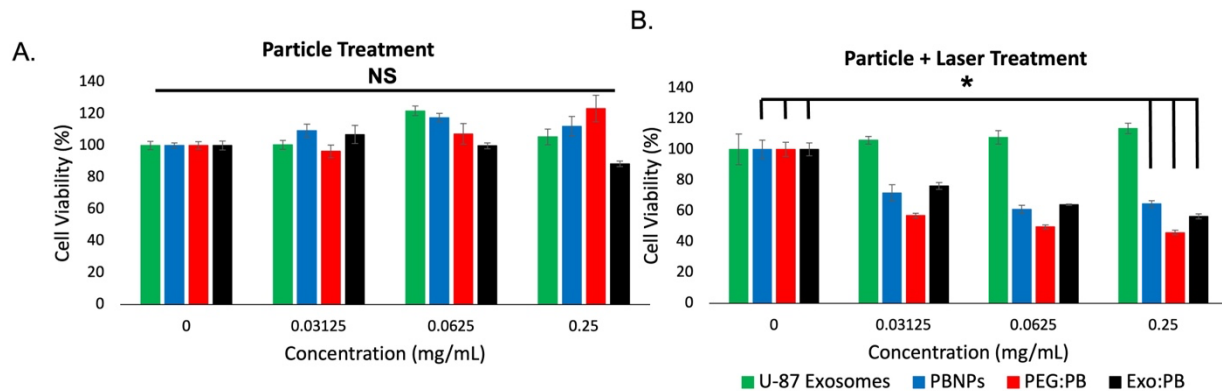 A.
Particle Treatment
NS
140
120
100
80
60
40
20
0
Cell Viability (%)
0 0.03125 0.0625 0.25
Concentration (mg/mL)
B.
Particle + Laser Treatment
*
140
120
100
80
60
40
20
0
Cell Viability (%)
0 0.03125 0.0625 0.25
Concentration (mg/mL)
U-87 Exosomes PBNPs PEG:PB Exo:PB